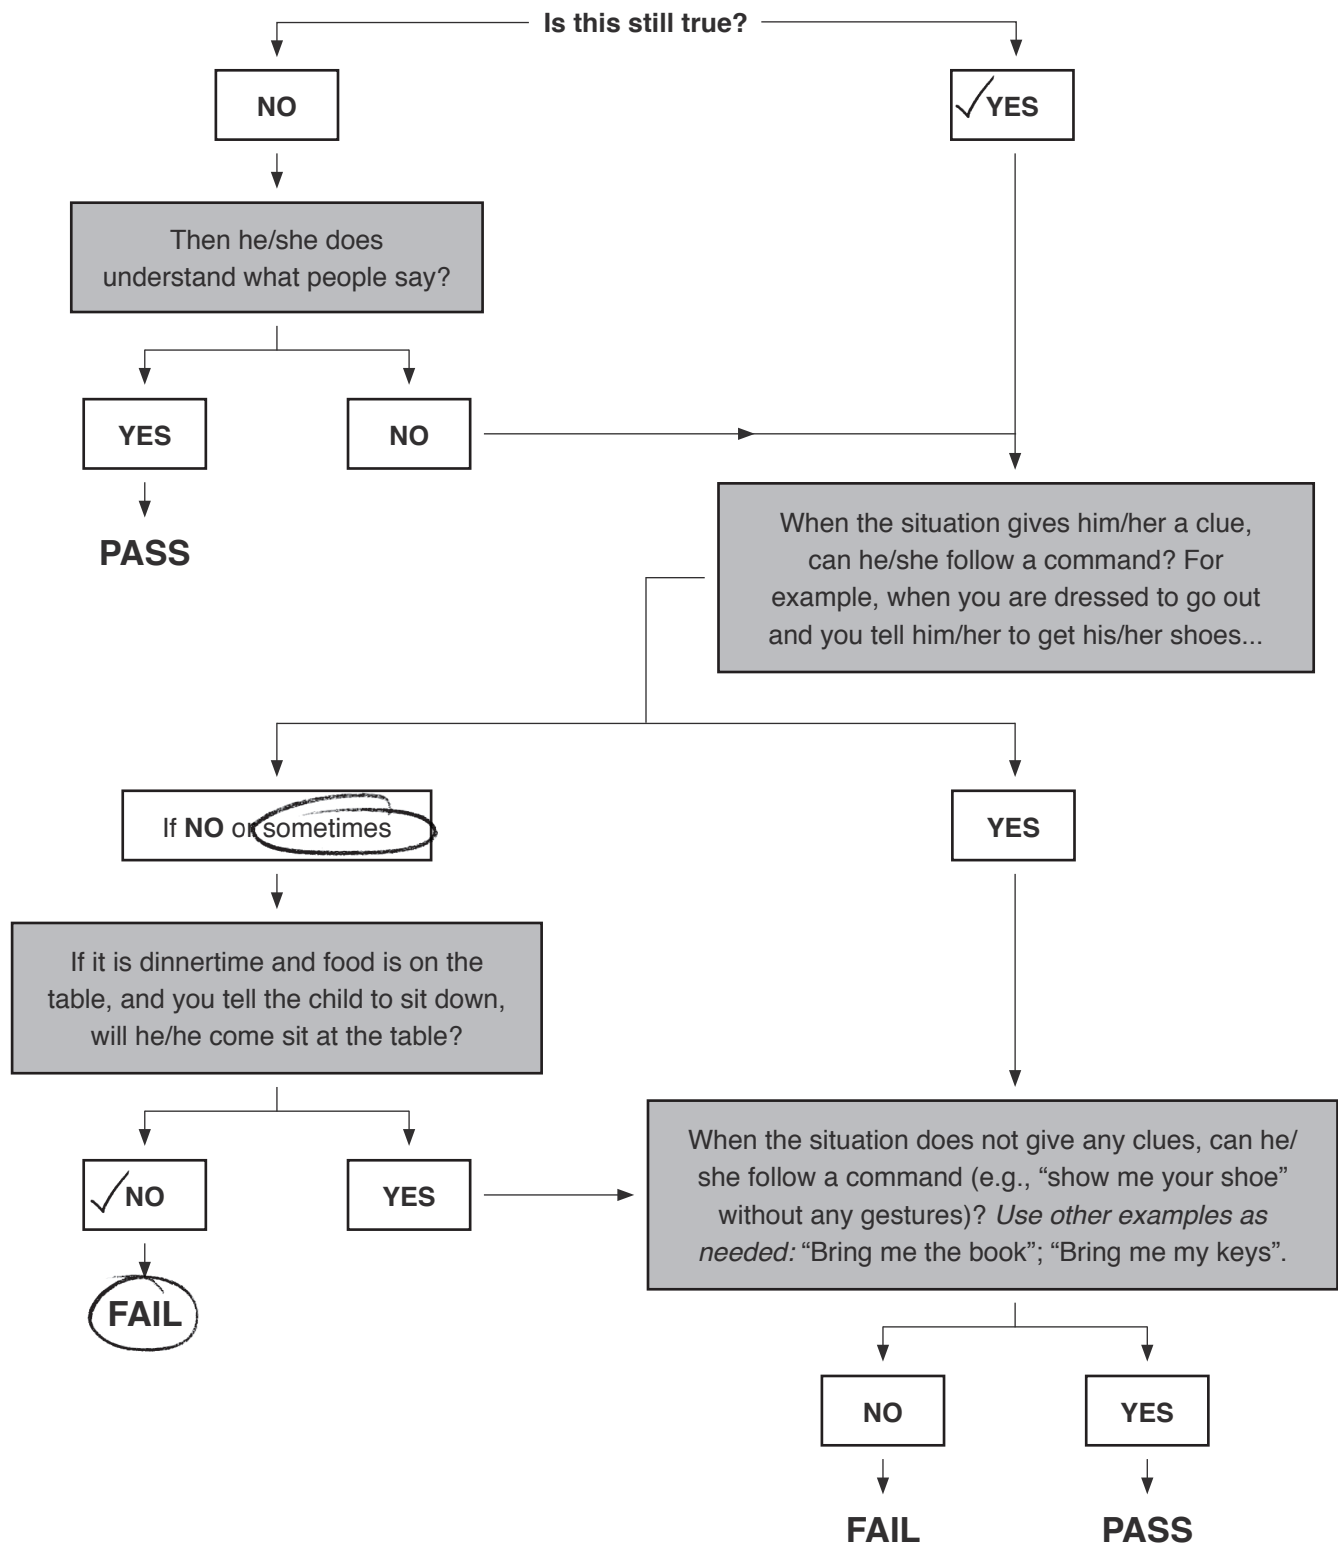 Is this still true?
NO
YES
Then he/she does
understand what people say?
YES
NO
PASS
When the situation gives him/her a clue,
can he/she follow a command? For
example, when you are dressed to go out
and you tell him/her to get his/her shoes...
If NO or sometimes
YES
If it is dinnertime and food is on the
table, and you tell the child to sit down,
will he/he come sit at the table?
NO
YES
When the situation does not give any clues, can he/
she follow a command (e.g., “show me your shoe”
without any gestures)? Use other examples as
needed: “Bring me the book”; “Bring me my keys”.
FAIL
NO
YES
FAIL
PASS